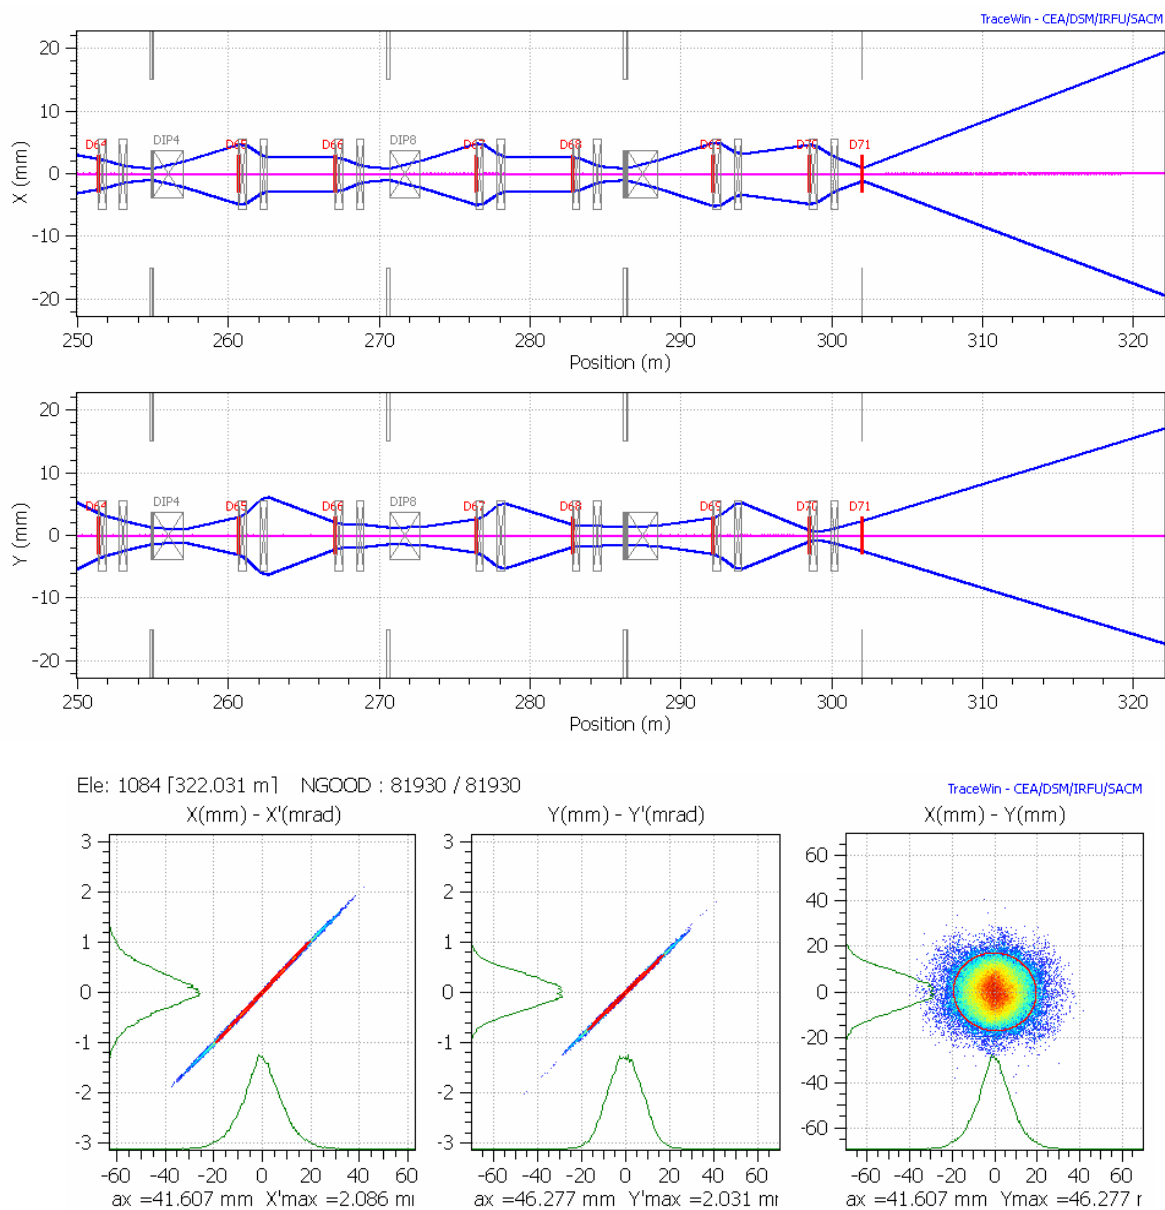 TraceWin - CEA/DSM/IRFU/SACM
20
10
0
-10
-20
X (mm)
D64 DIP4 D65 D66 DIP8 D67 D68 D69 D70 D71
250 260 270 280 290 300 310 320
Position (m)
20
10
0
-10
-20
Y (mm)
D64 DIP4 D65 D66 DIP8 D67 D68 D69 D70 D71
250 260 270 280 290 300 310 320
Position (m)
Ele: 1084 [322.031 m] NGOOD : 81930 / 81930
TraceWin - CEA/DSM/IRFU/SACM
X(mm) - X'(mrad) Y(mm) - Y'(mrad) X(mm) - Y(mm)
3 3 60
2 2 40
1 1 20
0 0 0
-1 -1 -20
-2 -2 -40
-3 -3 -60
-60 -40 -20 0 20 40 60 -60 -40 -20 0 20 40 60 -60 -40 -20 0 20 40 60
ax =41.607 mm X'max =2.086 mr ax =46.277 mm Y'max =2.031 mr ax =41.607 mm Ymax =46.277 r